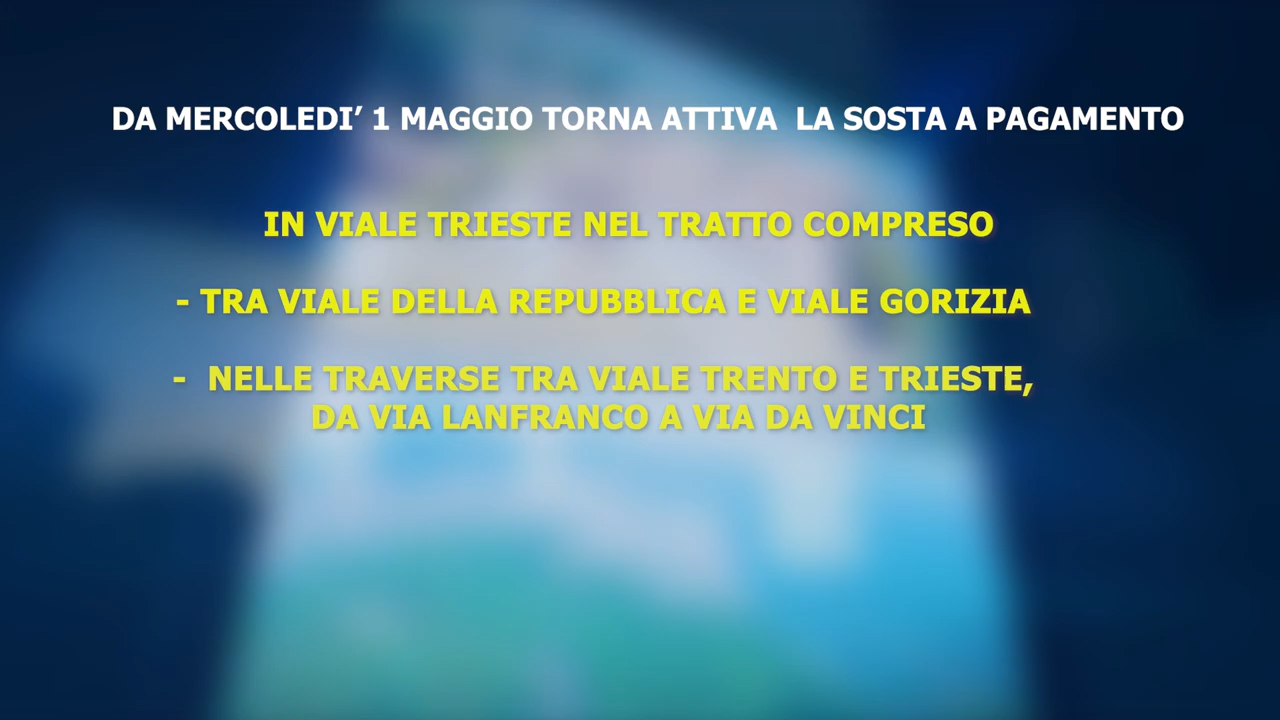 DA MERCOLEDI’ 1 MAGGIO TORNA ATTIVA  LA SOSTA A PAGAMENTO
IN VIALE TRIESTE NEL TRATTO COMPRESO
- TRA VIALE DELLA REPUBBLICA E VIALE GORIZIA
-  NELLE TRAVERSE TRA VIALE TRENTO E TRIESTE,
DA VIA LANFRANCO A VIA DA VINCI